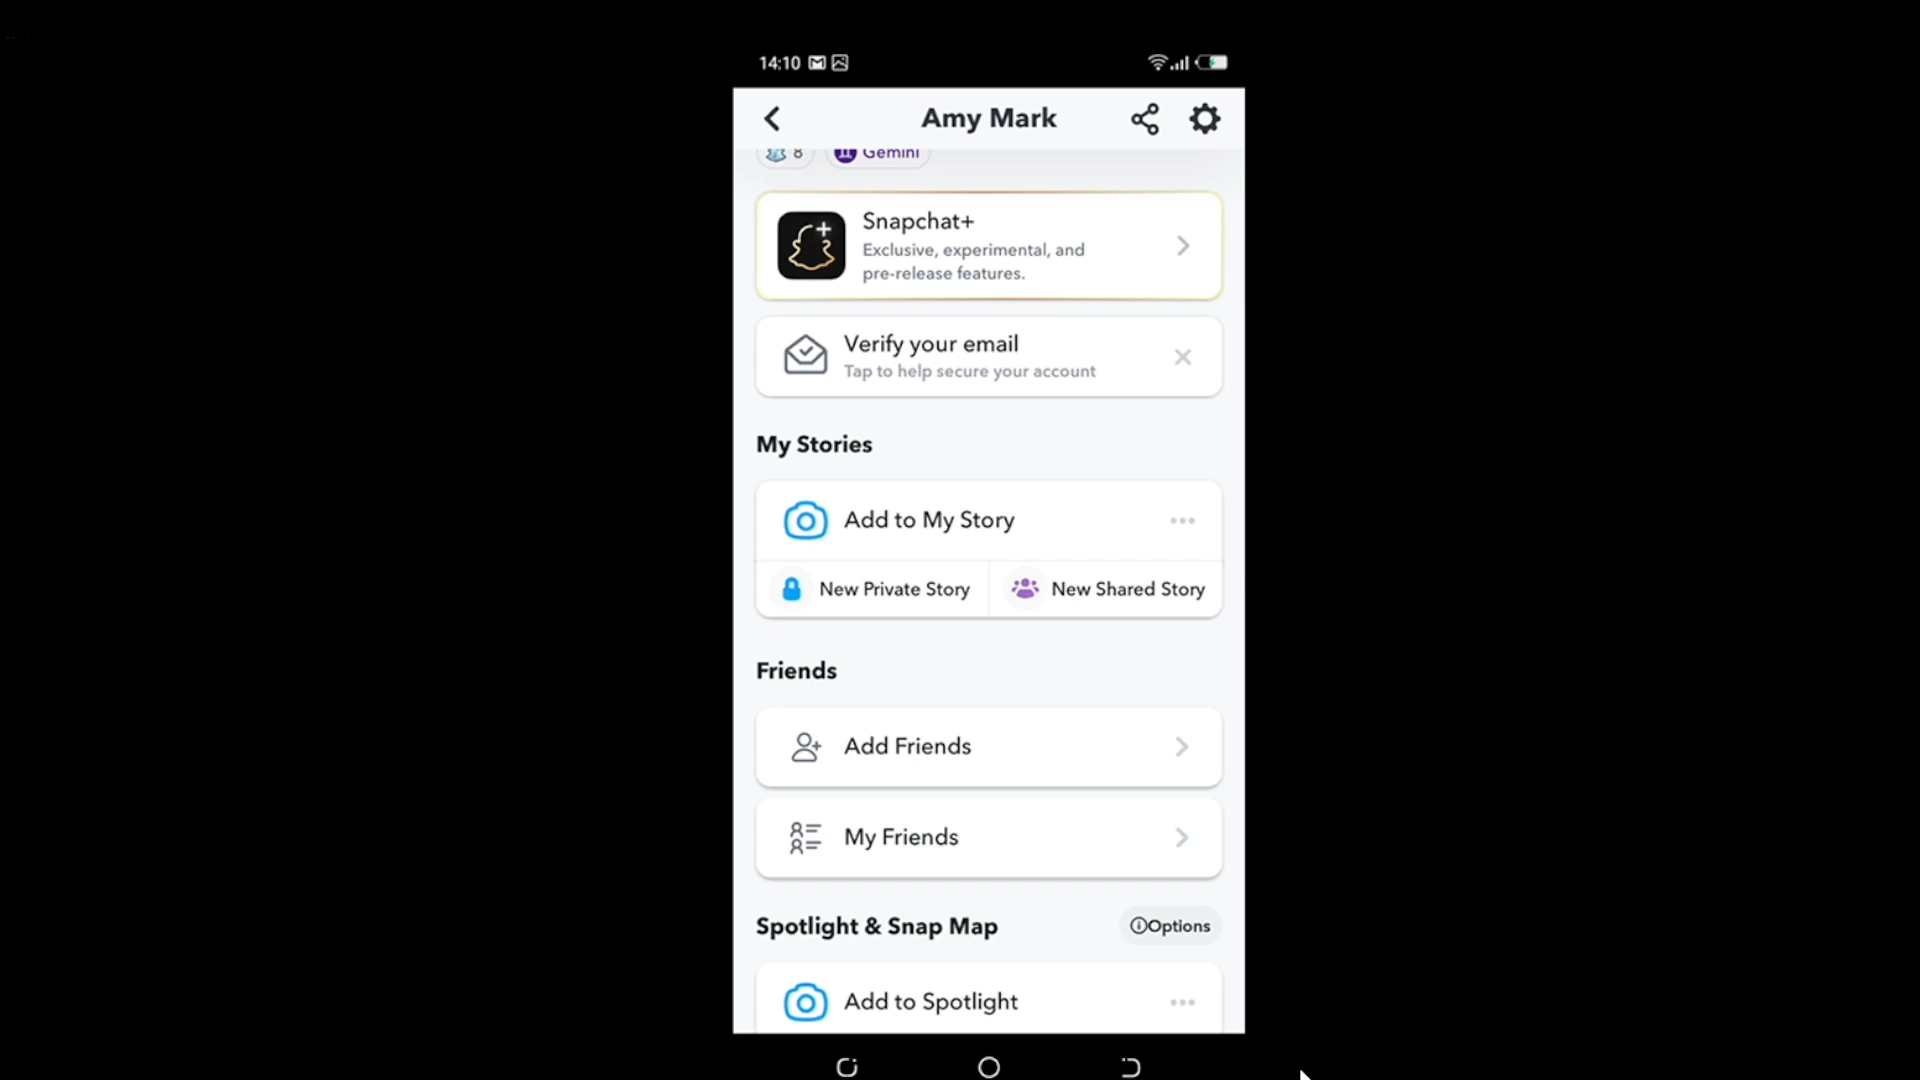 14:10
Amy Mark
8 Gemini
Snapchat+
Exclusive, experimental, and
pre-release features.
Verify your email
Tap to help secure your account
My Stories
Add to My Story
New Private Story New Shared Story
Friends
Add Friends
My Friends
Spotlight & Snap Map Options
Add to Spotlight